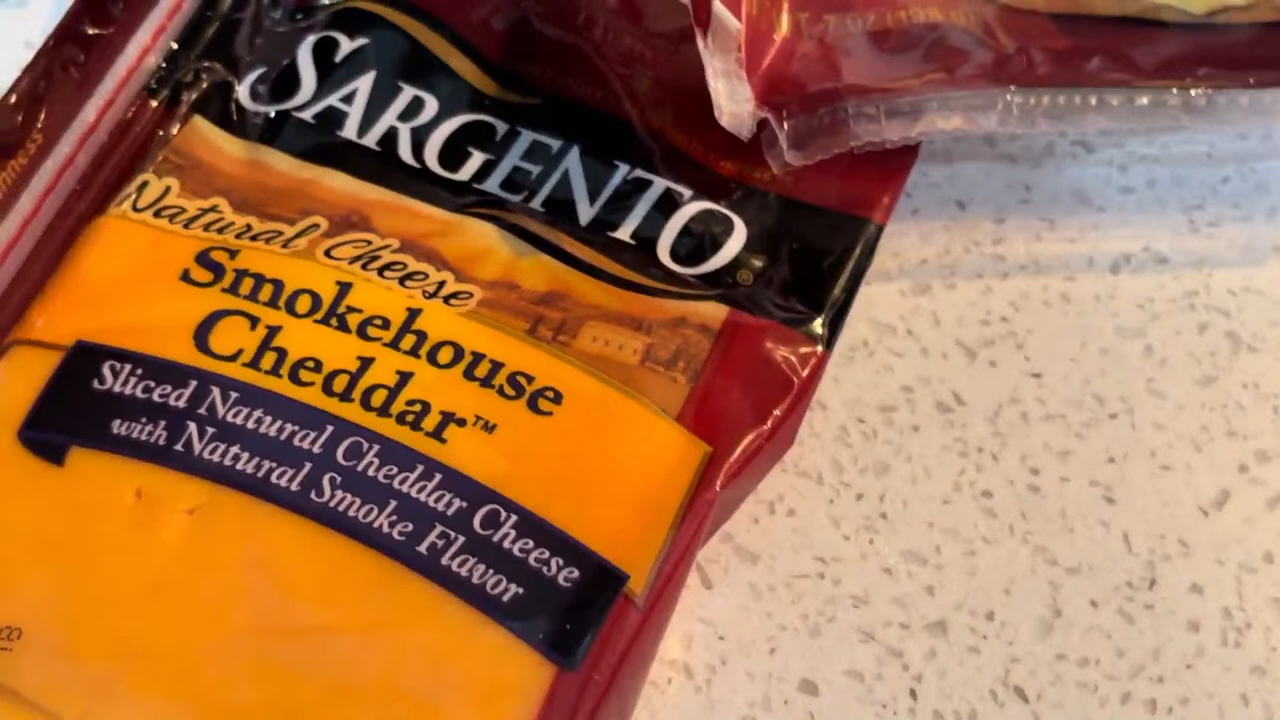 SARGENTO®
Natural Cheese
Smokehouse
Cheddar™
Sliced Natural Cheddar Cheese
with Natural Smoke Flavor